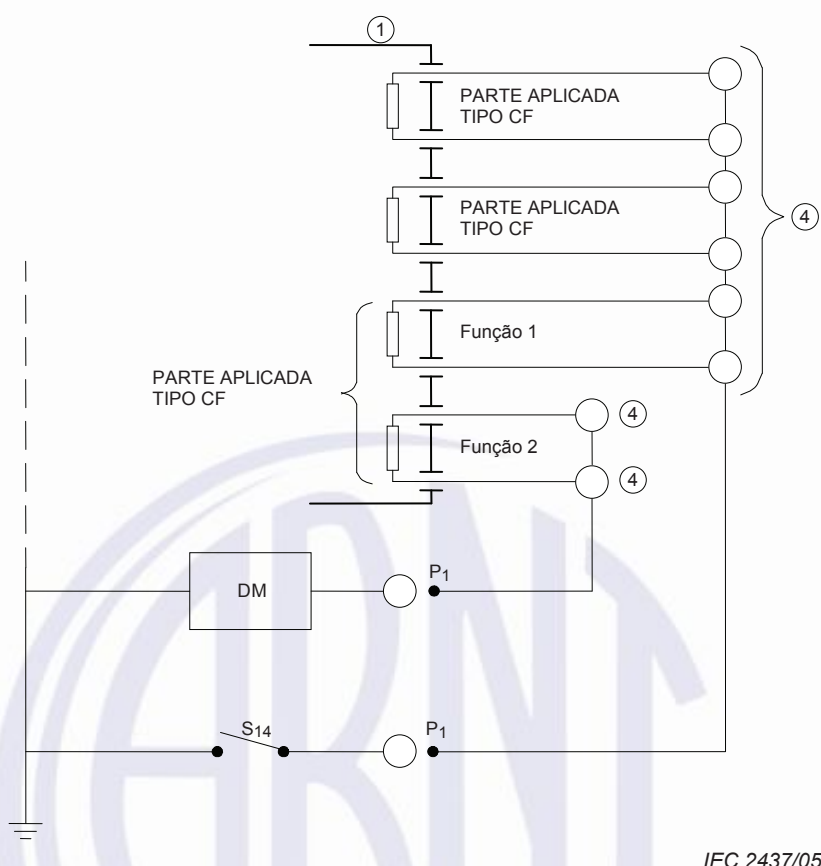 1
PARTE APLICADA
TIPO CF
PARTE APLICADA
TIPO CF
4
Função 1
PARTE APLICADA
TIPO CF
4
Função 2
4
DM
P1
S14
P1
ABNT
IEC 2437/05